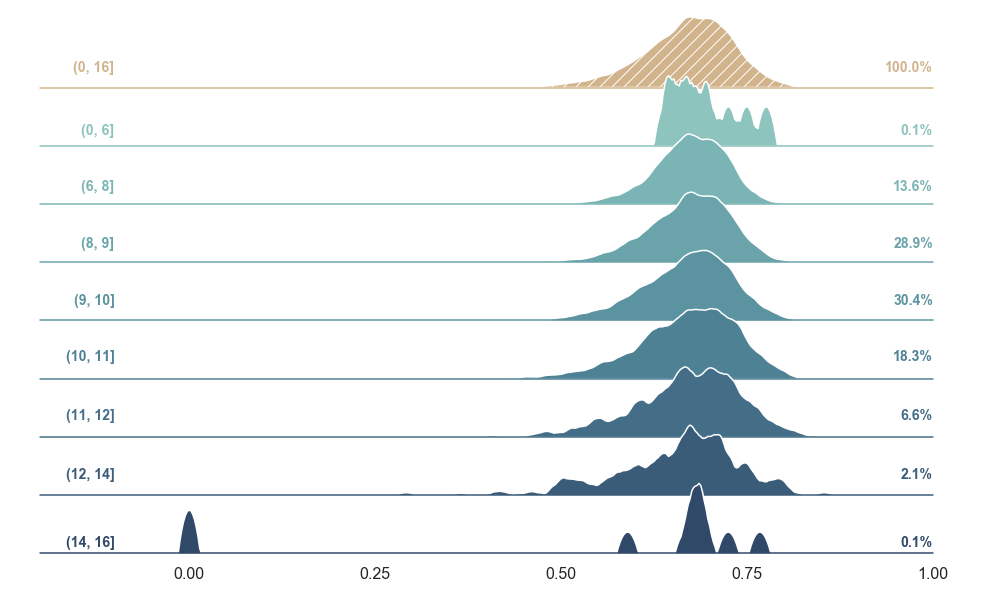 (0, 16] 100.0%
(0, 6] 0.1%
(6, 8] 13.6%
(8, 9] 28.9%
(9, 10] 30.4%
(10, 11] 18.3%
(11, 12] 6.6%
(12, 14] 2.1%
(14, 16] 0.1%
0.00 0.25 0.50 0.75 1.00